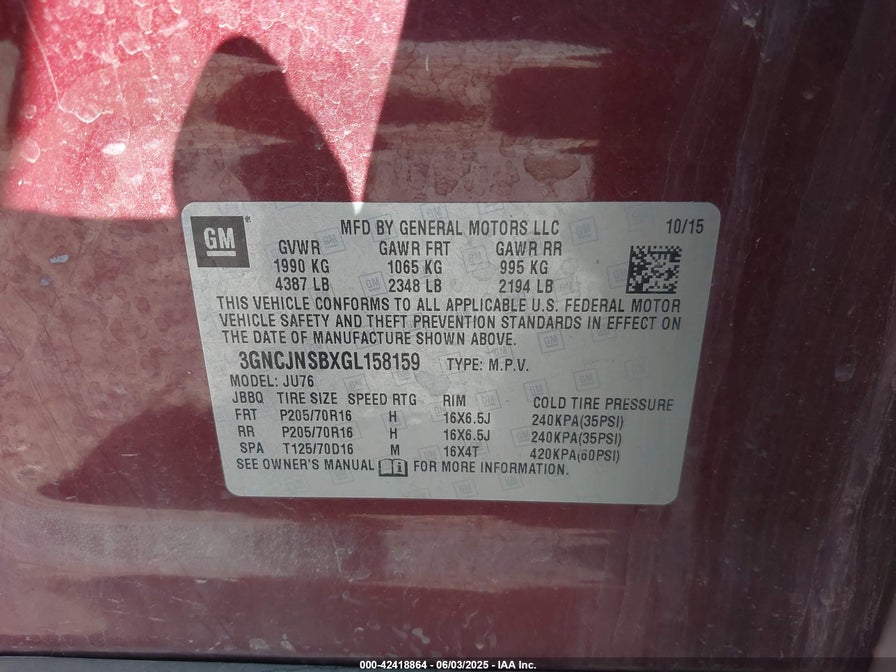 GM ® MFD BY GENERAL MOTORS LLC 10/15
GVWR GAWR FRT GAWR RR
1990 KG 1065 KG 995 KG
4387 LB 2348 LB 2194 LB
THIS VEHICLE CONFORMS TO ALL APPLICABLE U.S. FEDERAL MOTOR
VEHICLE SAFETY AND THEFT PREVENTION STANDARDS IN EFFECT ON
THE DATE OF MANUFACTURE SHOWN ABOVE.
3GNCJNSBXGL158159 TYPE: M.P.V.
MODEL: JU76
JBBQ TIRE SIZE SPEED RTG RIM COLD TIRE PRESSURE
FRT P205/70R16 H 16X6.5J 240KPA(35PSI)
RR P205/70R16 H 16X6.5J 240KPA(35PSI)
SPA T125/70D16 M 16X4T 420KPA(60PSI)
SEE OWNER'S MANUAL FOR MORE INFORMATION.
000-42418864 - 06/03/2025 - IAA Inc.